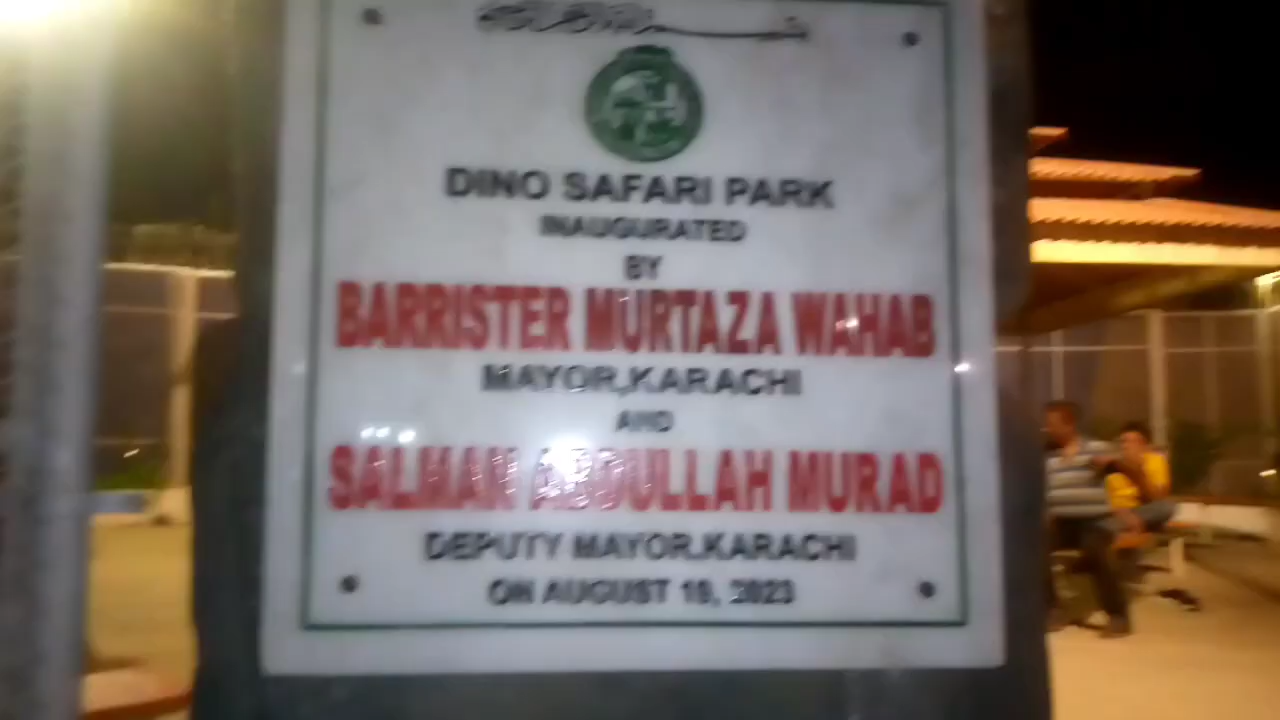 DINO SAFARI PARK
INAUGURATED
BY
BARRISTER MURTAZA WAHAB
MAYOR,KARACHI
AND
SALMAN ABDULLAH MURAD
DEPUTY MAYOR,KARACHI
ON AUGUST 2023